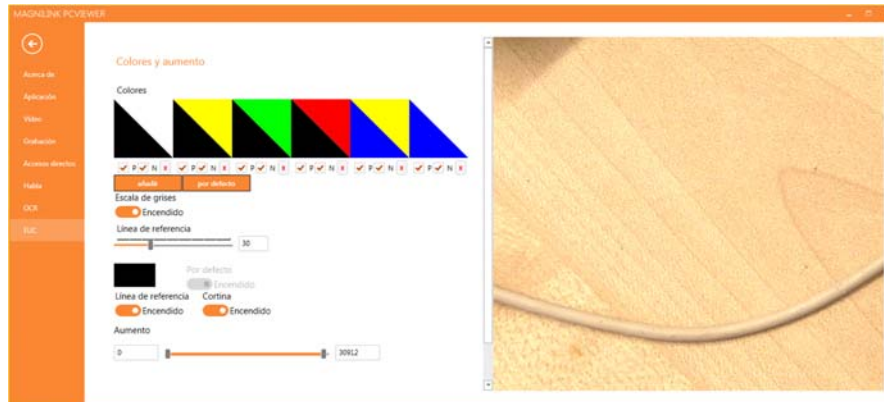 MAGNILINK PCVIEWER
Acerca de
Aplicación
Vídeo
Grabación
Accesos directos
Habla
OCR
Colores y aumento
Colores
P N P N P N P N P N P N
añadir por defecto
Escala de grises
Encendido
Línea de referencia
30
Por defecto
Encendido
Línea de referencia Cortina
Encendido Encendido
Aumento
0 30912